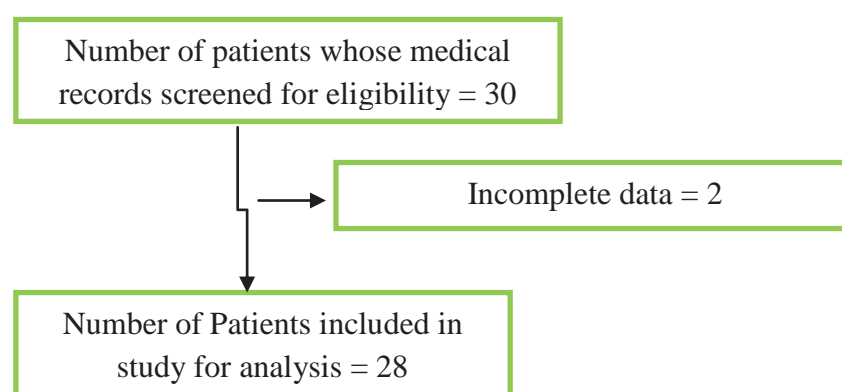 Number of patients whose medical
records screened for eligibility = 30
Incomplete data = 2
Number of Patients included in
study for analysis = 28